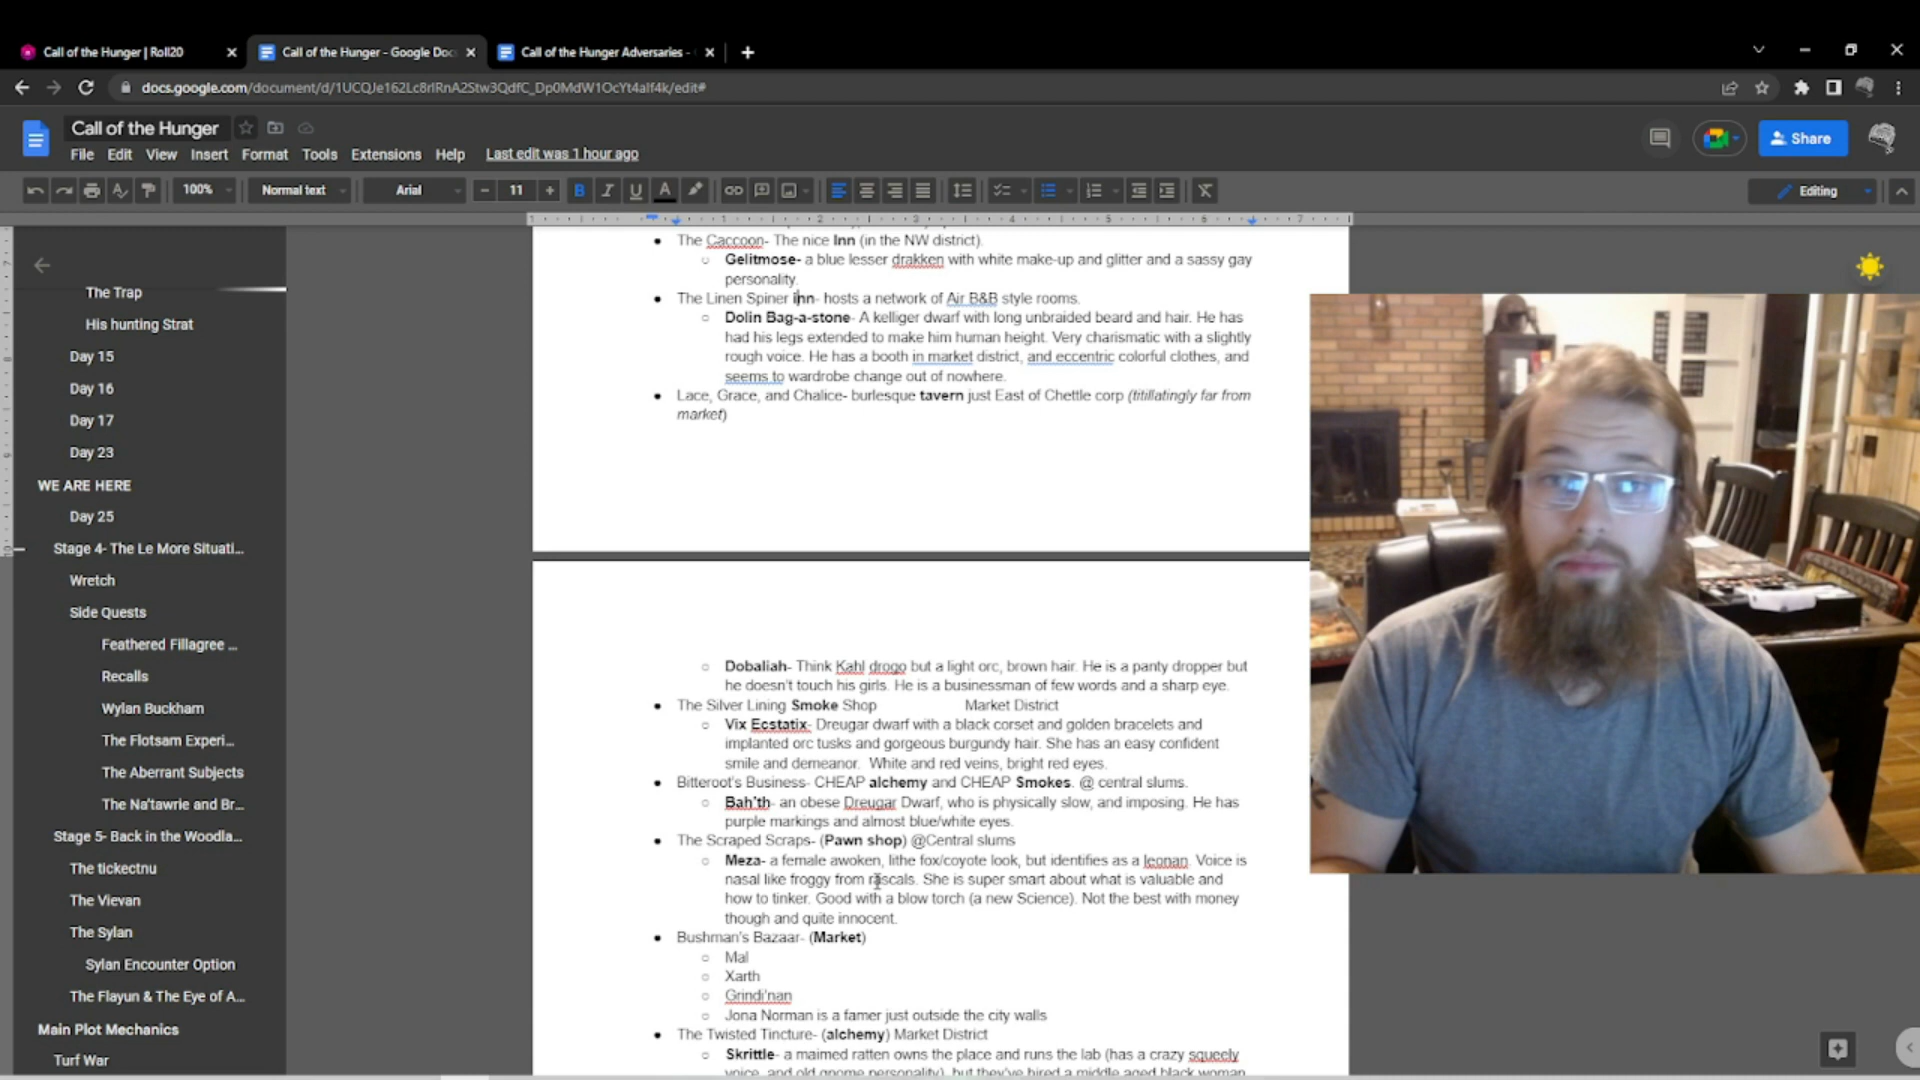 Call of the Hunger | Roll20
Call of the Hunger - Google Doc
Call of the Hunger Adversaries -
docs.google.com/document/d/1UCQJe162Lc8rIRnA2Stw3QdfC_Dp0MdW1OcYt4alf4k/edit#
Call of the Hunger
File Edit View Insert Format Tools Extensions Help Last edit was 1 hour ago
Share
100% Normal text Arial 11 Editing
The Trap
His hunting Strat
Day 15
Day 16
Day 17
Day 23
WE ARE HERE
Day 25
Stage 4- The Le More Situati...
Wretch
Side Quests
Feathered Fillagree ...
Recalls
Wylan Buckham
The Flotsam Experi...
The Aberrant Subjects
The Na'tawrie and Br...
Stage 5- Back in the Woodla...
The tickectnu
The Vievan
The Sylan
Sylan Encounter Option
The Flayun & The Eye of A...
Main Plot Mechanics
Turf War
The Caccoon- The nice Inn (in the NW district).
Gelitmose- a blue lesser drakken with white make-up and glitter and a sassy gay
personality.
The Linen Spiner inn- hosts a network of Air B&B style rooms.
Dolin Bag-a-stone- A kelliger dwarf with long unbraided beard and hair. He has
had his legs extended to make him human height. Very charismatic with a slightly
rough voice. He has a booth in market district, and eccentric colorful clothes, and
seems to wardrobe change out of nowhere.
Lace, Grace, and Chalice- burlesque tavern just East of Chettle corp (titillatingly far from
market)
Dobaliah- Think Kahl drogo but a light orc, brown hair. He is a panty dropper but
he doesn't touch his girls. He is a businessman of few words and a sharp eye.
The Silver Lining Smoke Shop Market District
Vix Ecstatix- Dreugar dwarf with a black corset and golden bracelets and
implanted orc tusks and gorgeous burgundy hair. She has an easy confident
smile and demeanor. White and red veins, bright red eyes.
Bitteroot's Business- CHEAP alchemy and CHEAP Smokes. @ central slums.
Bah'th- an obese Dreugar Dwarf, who is physically slow, and imposing. He has
purple markings and almost blue/white eyes.
The Scraped Scraps- (Pawn shop) @Central slums
Meza- a female awoken, lithe fox/coyote look, but identifies as a leonan. Voice is
nasal like froggy from rascals. She is super smart about what is valuable and
how to tinker. Good with a blow torch (a new Science). Not the best with money
though and quite innocent.
Bushman's Bazaar- (Market)
Mal
Xarth
Grindi'nan
Jona Norman is a famer just outside the city walls
The Twisted Tincture- (alchemy) Market District
Skrittle- a maimed ratten owns the place and runs the lab (has a crazy squeely
voice, and old gnome personality), but they've hired a middle aged black woman